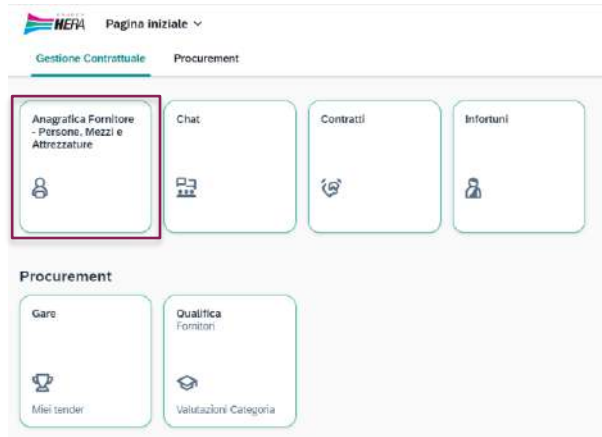 HERA Pagina iniziale
Gestione Contrattuale Procurement
Anagrafica Fornitore
- Persone, Mezzi e
Attrezzature
Chat
Contratti
Infortuni
Procurement
Gare
Miei tender
Qualifica
Fornitori
Valutazioni Categoria